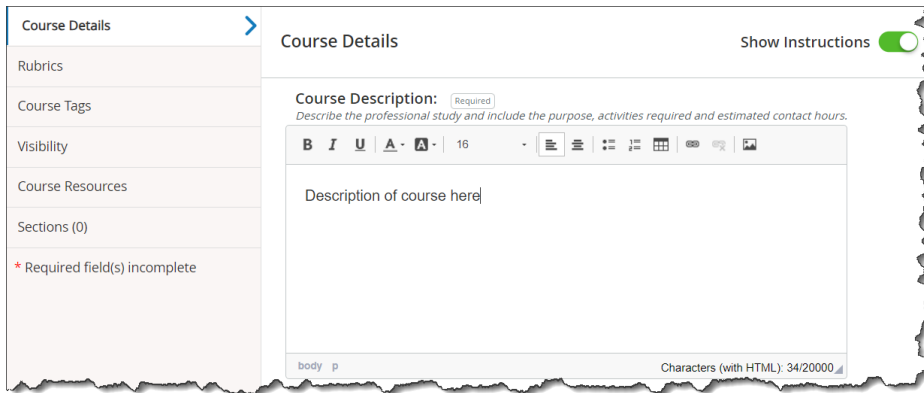 Course Details
Rubrics
Course Tags
Visibility
Course Resources
Sections (0)
* Required field(s) incomplete
Course Details
Show Instructions
Course Description: Required
Describe the professional study and include the purpose, activities required and estimated contact hours.
B I U A A 16
Description of course here
body p
Characters (with HTML): 34/20000